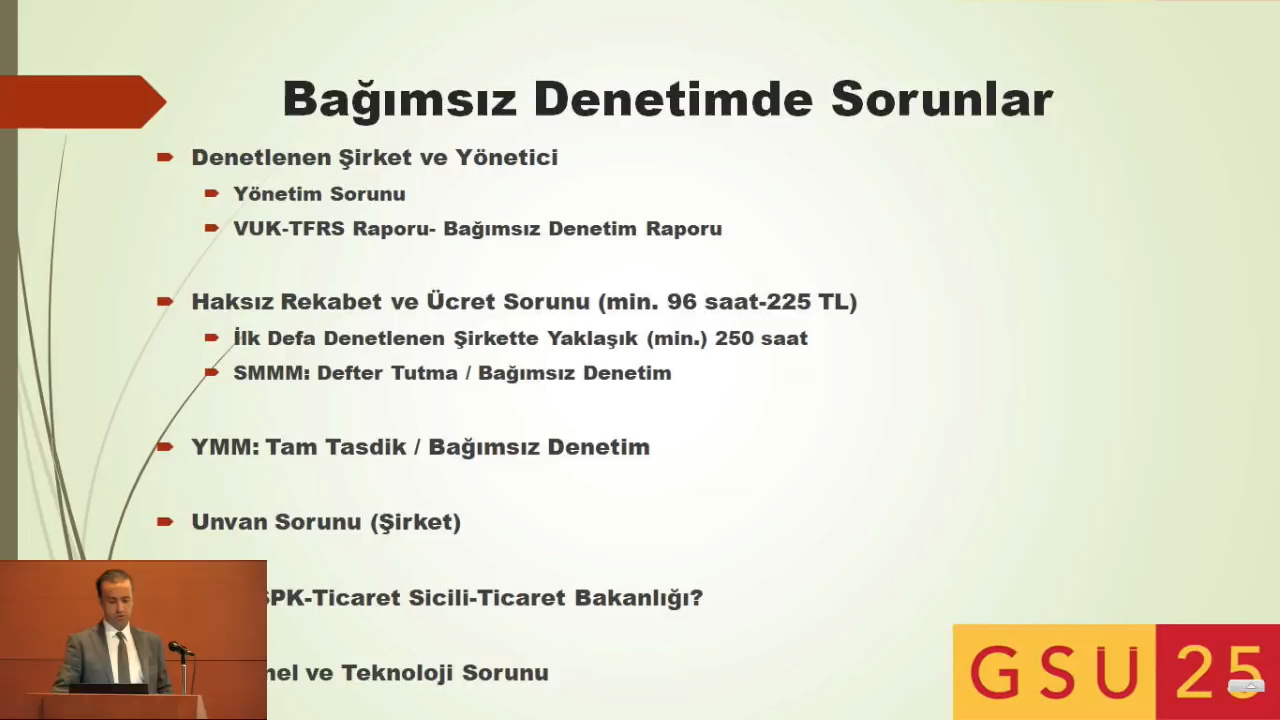 Bağımsız Denetimde Sorunlar
Denetlenen Şirket ve Yönetici
Yönetim Sorunu
VUK-TFRS Raporu- Bağımsız Denetim Raporu
Haksız Rekabet ve Ücret Sorunu (min. 96 saat-225 TL)
İlk Defa Denetlenen Şirkette Yaklaşık (min.) 250 saat
SMMM: Defter Tutma / Bağımsız Denetim
YMM: Tam Tasdik / Bağımsız Denetim
Unvan Sorunu (Şirket)
SPK-Ticaret Sicili-Ticaret Bakanlığı?
ve Teknoloji Sorunu
GSÜ 25